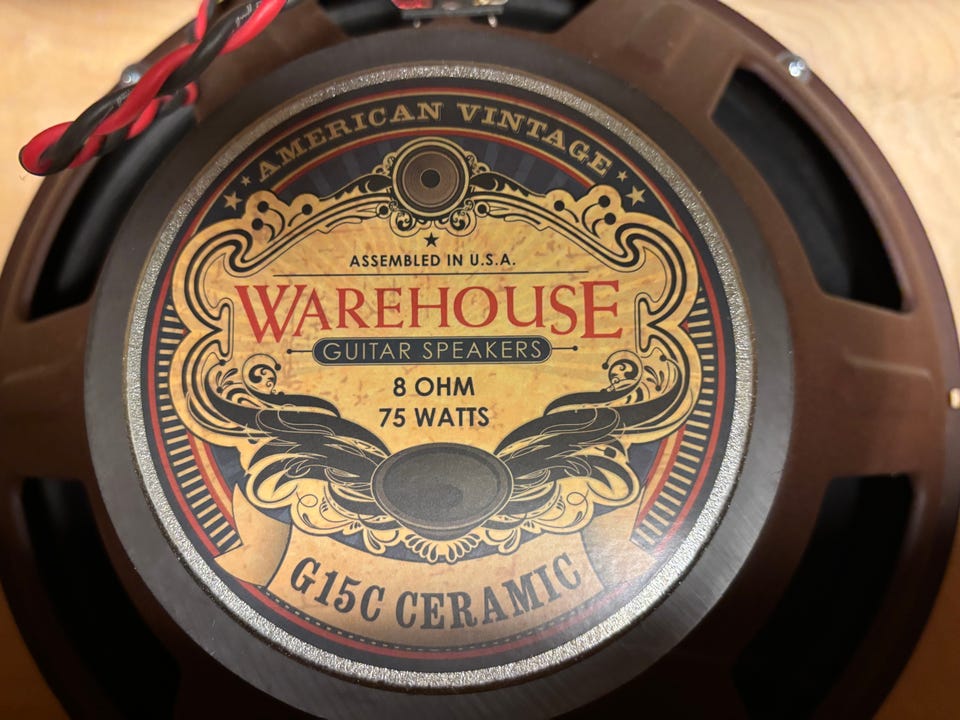 AMERICAN VINTAGE
ASSEMBLED IN U.S.A.
WAREHOUSE
GUITAR SPEAKERS
8 OHM
75 WATTS
G15C CERAMIC